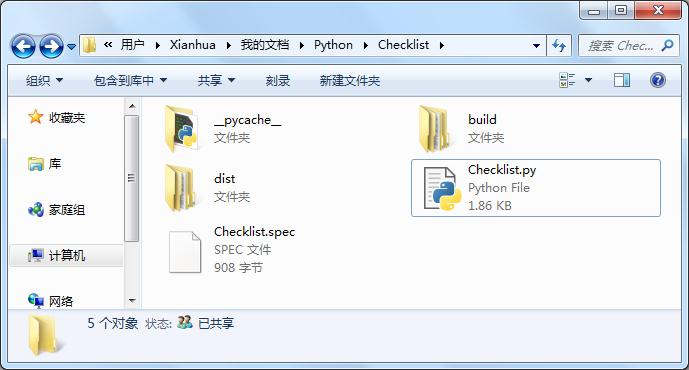 « 用户 ▸ Xianhua ▸ 我的文档 ▸ Python ▸ Checklist ▸
搜索 Chec...
组织 包含到库中 共享 刻录 新建文件夹
收藏夹
库
家庭组
计算机
网络
__pycache__
文件夹
build
文件夹
dist
文件夹
Checklist.py
Python File
1.86 KB
Checklist.spec
SPEC 文件
908 字节
5 个对象 状态: 已共享